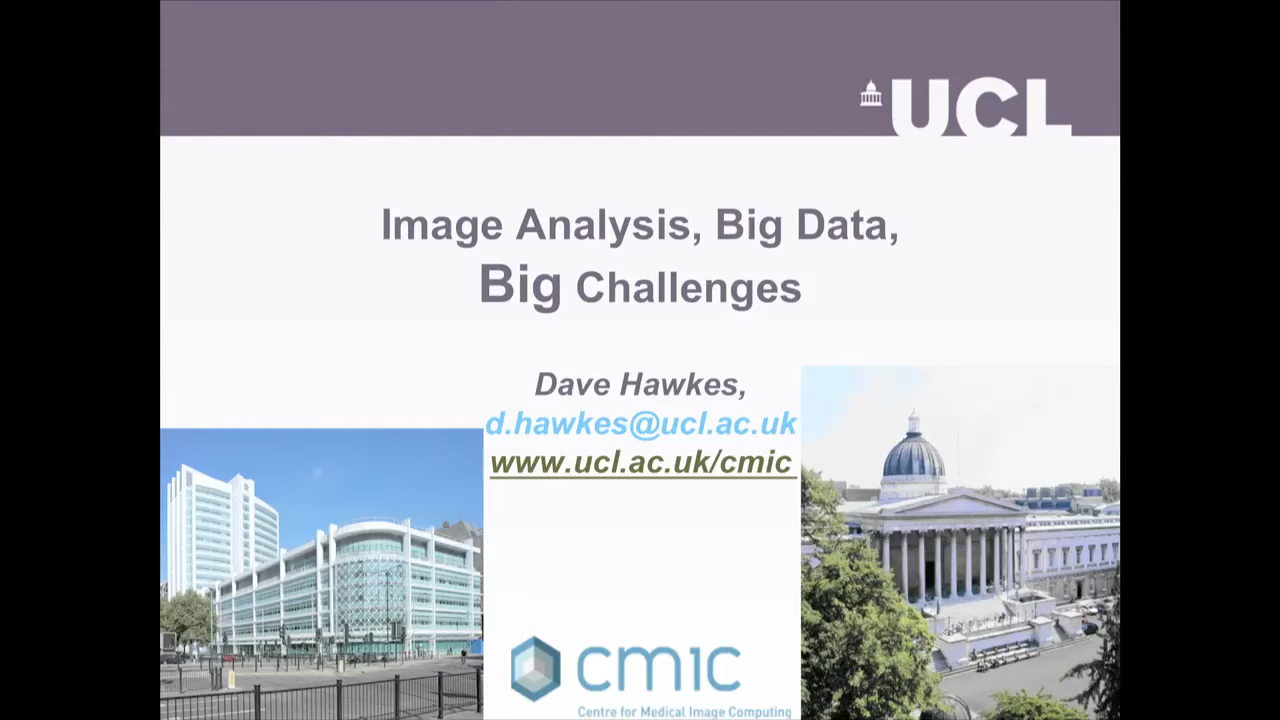 UCL
Image Analysis, Big Data,
Big Challenges
Dave Hawkes,
d.hawkes@ucl.ac.uk
www.ucl.ac.uk/cmic
cmic
Centre for Medical Image Computing